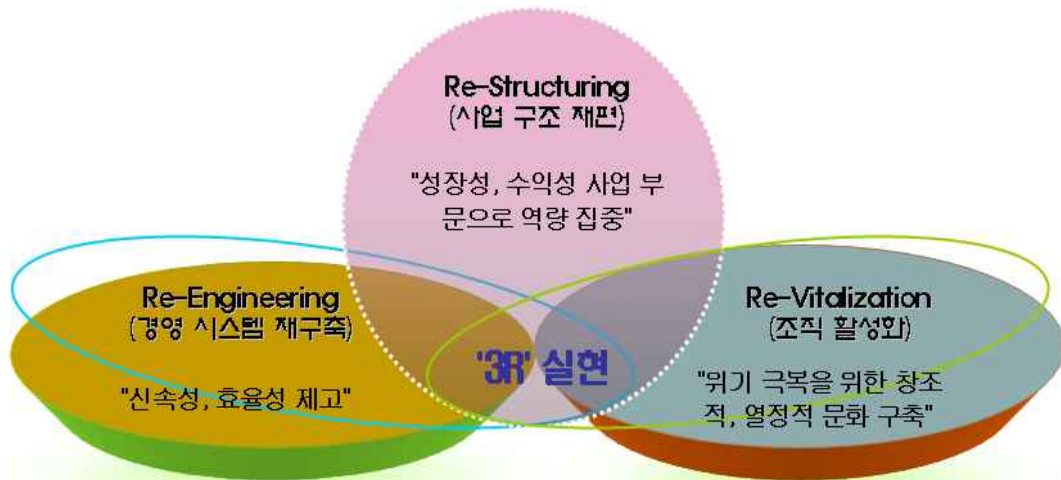 Re-Structuring
(사업 구조 재편)
"성장성, 수익성 사업 부
문으로 역량 집중"
Re-Engineering
(경영 시스템 재구축)
"신속성, 효율성 제고"
'3R' 실현
Re-Vitalization
(조직 활성화)
"위기 극복을 위한 창조
적, 열정적 문화 구축"